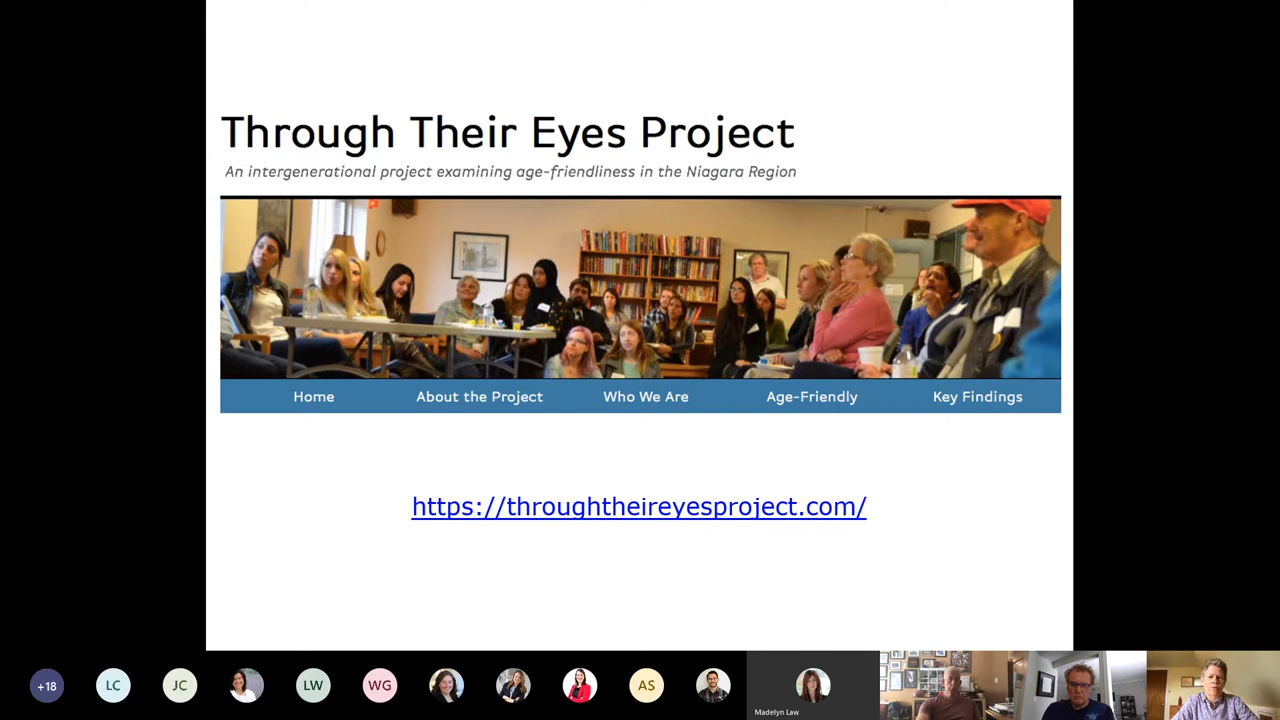 Through Their Eyes Project
An intergenerational project examining age-friendliness in the Niagara Region
Home About the Project Who We Are Age-Friendly Key Findings
https://throughtheireyesproject.com/
+18 LC JC LW WG AS
Madelyn Law